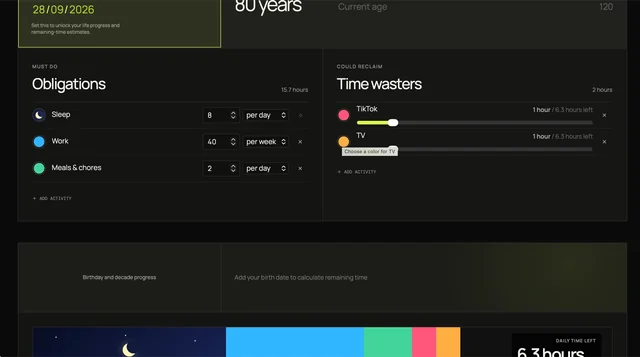 28/09/2026
Set this to unlock your life progress and
remaining-time estimates.
80 years
Current age
120
MUST DO
Obligations
15.7 hours
Sleep
8
per day
×
Work
40
per week
×
Meals & chores
2
per day
×
+ ADD ACTIVITY
COULD RECLAIM
Time wasters
2 hours
TikTok
1 hour / 6.3 hours left
×
TV
1 hour / 6.3 hours left
×
Choose a color for TV
+ ADD ACTIVITY
Birthday and decade progress
Add your birth date to calculate remaining time
DAILY TIME LEFT
6.3 hours